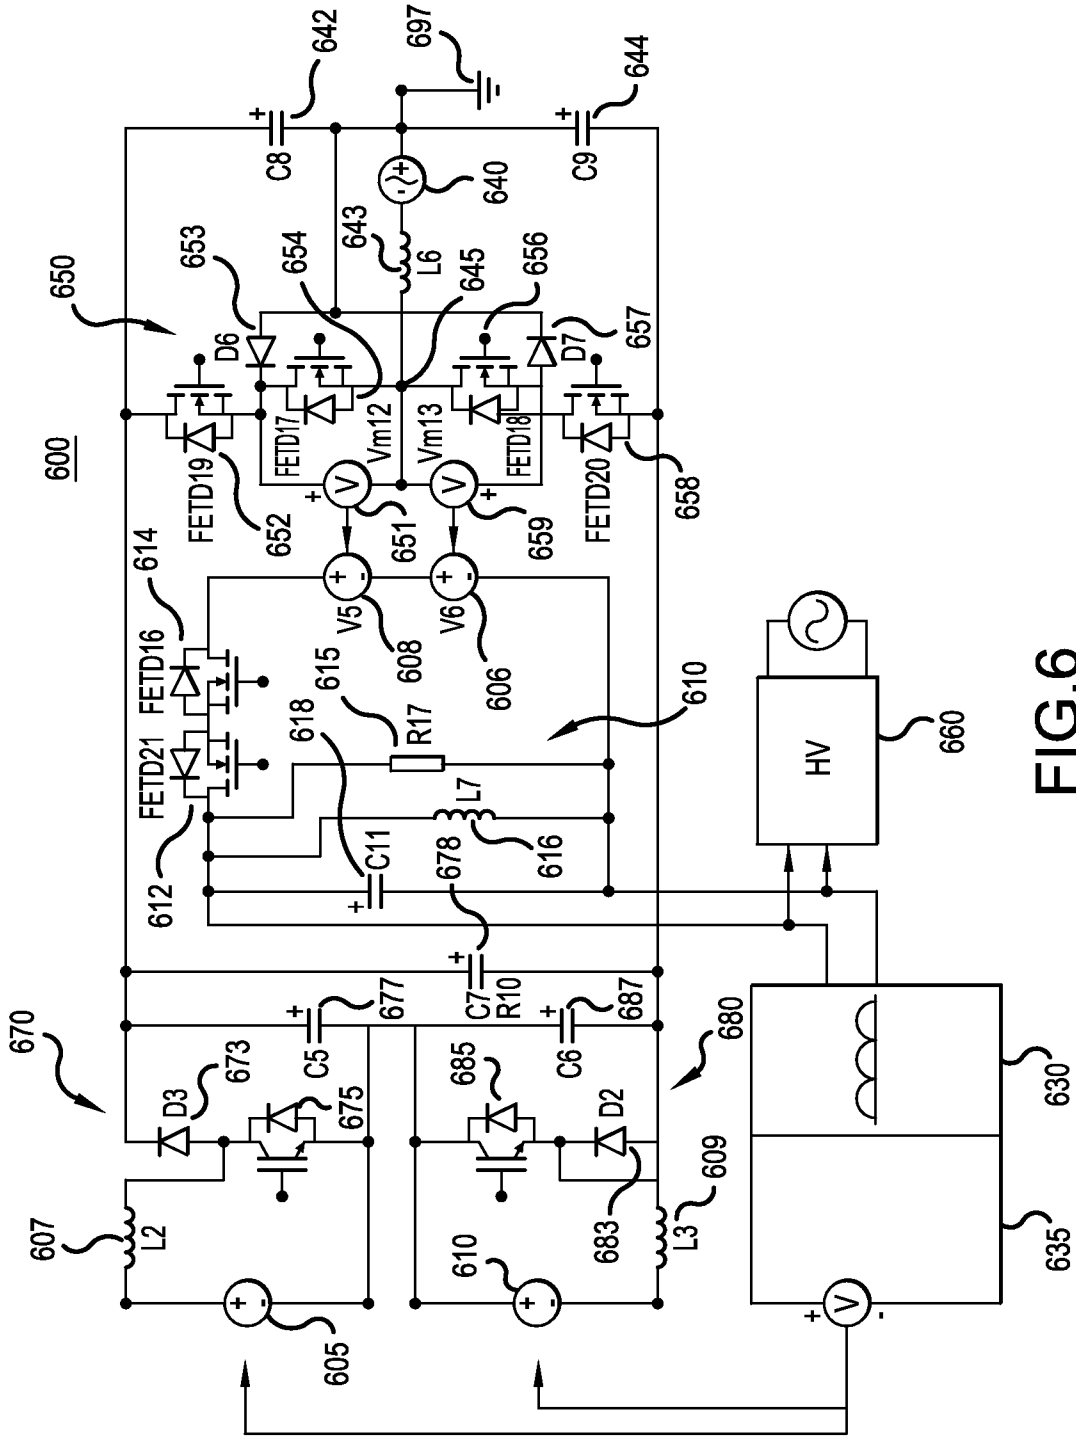 600
650
607
670
L2
D3
612
FETD21
FETD16
614
FETD19
653
673
D6
652
+
-
+
C8
+
642
605
675
C5
677
618
615
FETD17
654
C11
+
V5
+
-
608
+
V
651
Vm12
643
-
+
697
R17
678
L7
L6
610
685
+
C7
R10
616
V6
+
-
606
V
+
659
Vm13
645
640
+
-
FETD18
656
683
D2
C6
+
687
D7
C9
+
FETD20
657
644
L3
609
680
610
658
+
V
-
HV
635
630
660
FIG.6